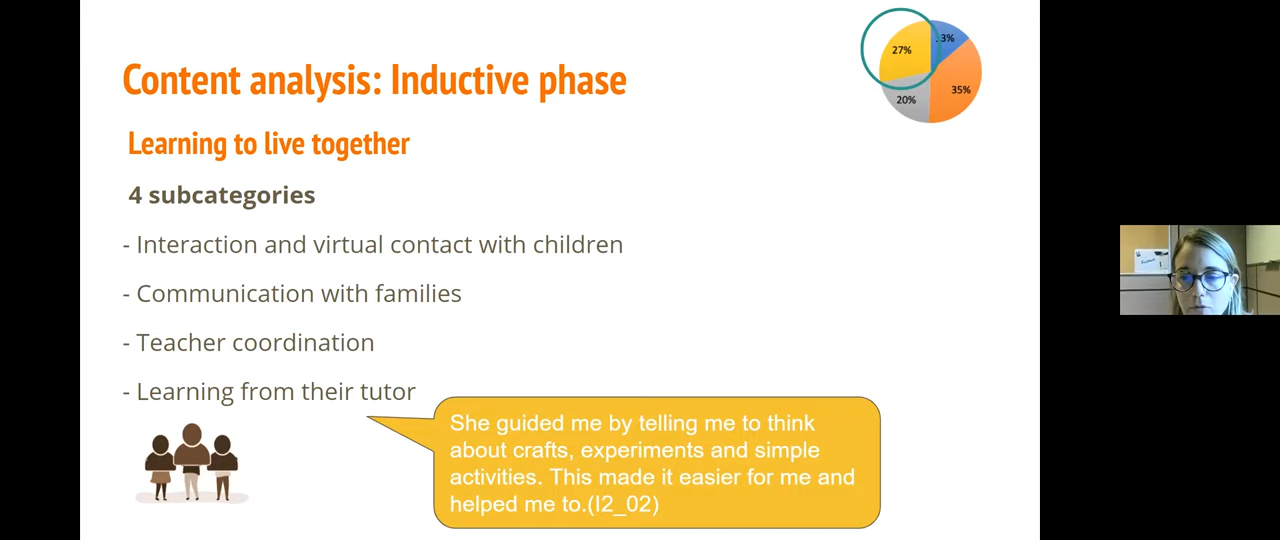 Content analysis: Inductive phase
27%
3%
35%
20%
Learning to live together
4 subcategories
- Interaction and virtual contact with children
- Communication with families
- Teacher coordination
- Learning from their tutor
She guided me by telling me to think
about crafts, experiments and simple
activities. This made it easier for me and
helped me to.(I2_02)